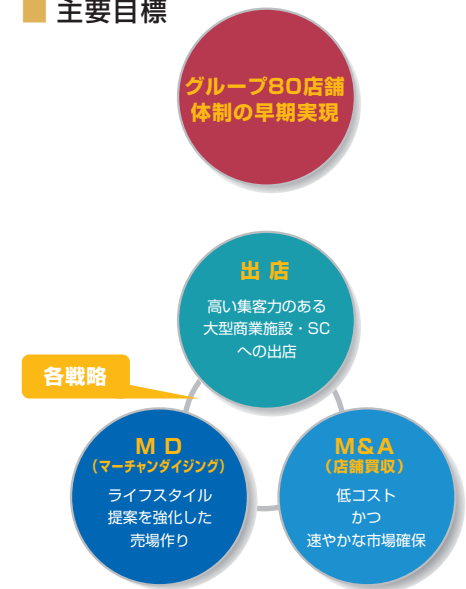 主要目標
グループ80店舗
体制の早期実現
出 店
高い集客力のある
大型商業施設・SC
への出店
各戦略
M D
（マーチャンダイジング）
ライフスタイル
提案を強化した
売場作り
M&A
（店舗買収）
低コスト
かつ
速やかな市場確保